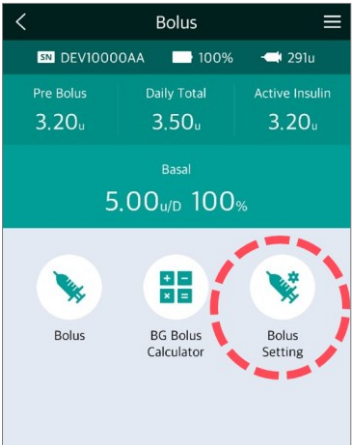 Bolus
SN DEV10000AA 100% 291u
Pre Bolus Daily Total Active Insulin
3.20u 3.50u 3.20u
Basal
5.00u/D 100%
Bolus BG Bolus Bolus
Calculator Setting